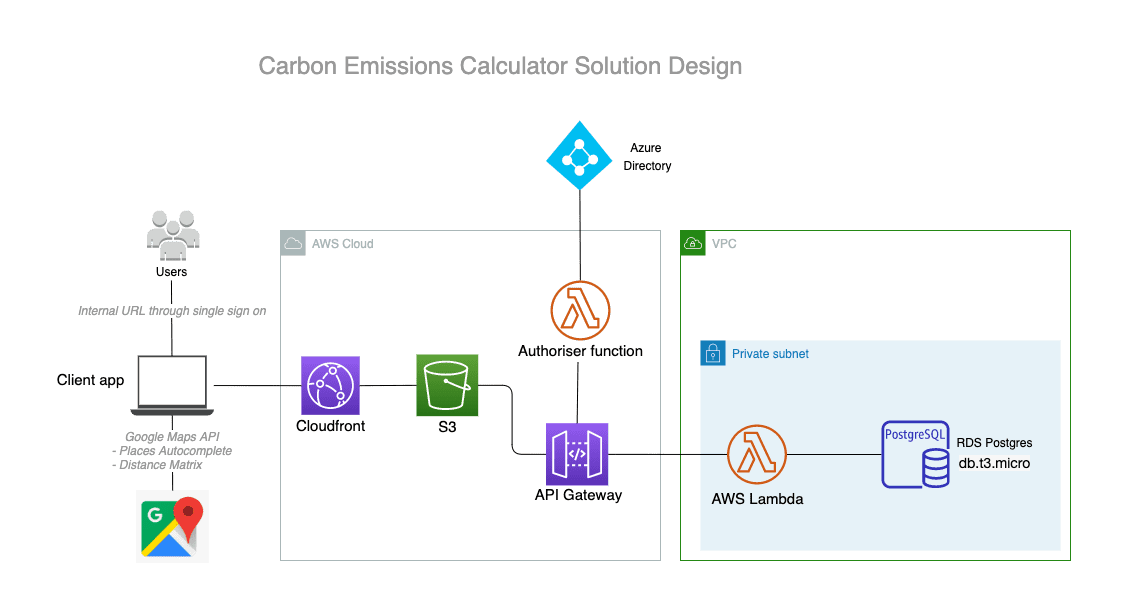 Carbon Emissions Calculator Solution Design
Azure
Directory
Users
Internal URL through single sign on
Client app
Google Maps API
- Places Autocomplete
- Distance Matrix
G
AWS Cloud
Authoriser function
Cloudfront
S3
</>
API Gateway
VPC
Private subnet
AWS Lambda
PostgreSQL
RDS Postgres
db.t3.micro